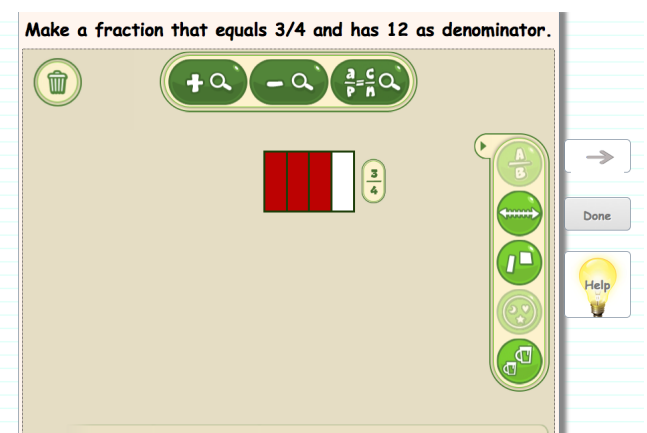 Make a fraction that equals 3/4 and has 12 as denominator.
+ - a/p=c/n
3/4
A/B
Done
Help